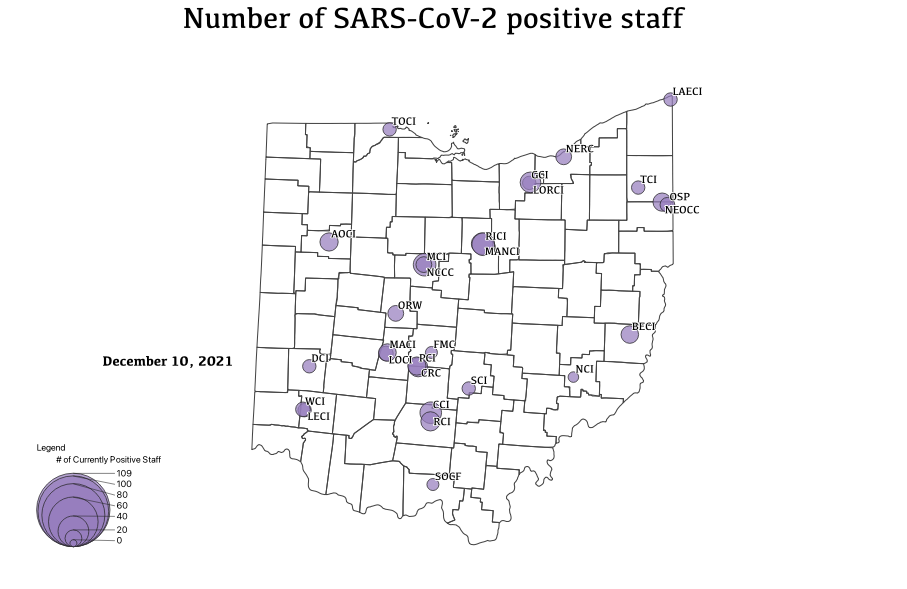 Number of SARS-CoV-2 positive staff
LAECI
TOCI
NERC
GCI
LORCI
TCI
OSP
NEOCC
AOCI
RICI
MANCI
MCI
NCCC
ORW
BECI
MACI
LOCI
FMC
PCI
CRC
December 10, 2021
DCI
NCI
SCI
WCI
LECI
CCI
RCI
SOCF
Legend
# of Currently Positive Staff
109
100
80
60
40
20
0